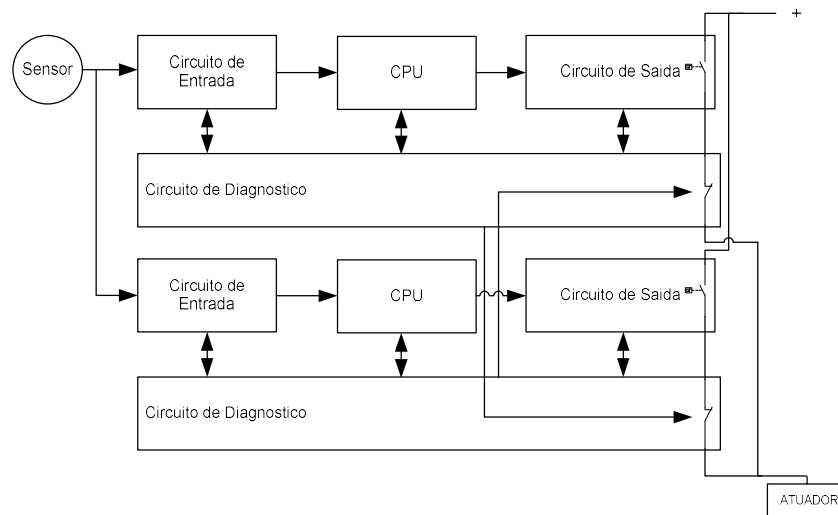 +
Sensor
Circuito de
Entrada
CPU
Circuito de Saida
Circuito de Diagnostico
Circuito de
Entrada
CPU
Circuito de Saida
Circuito de Diagnostico
ATUADOR